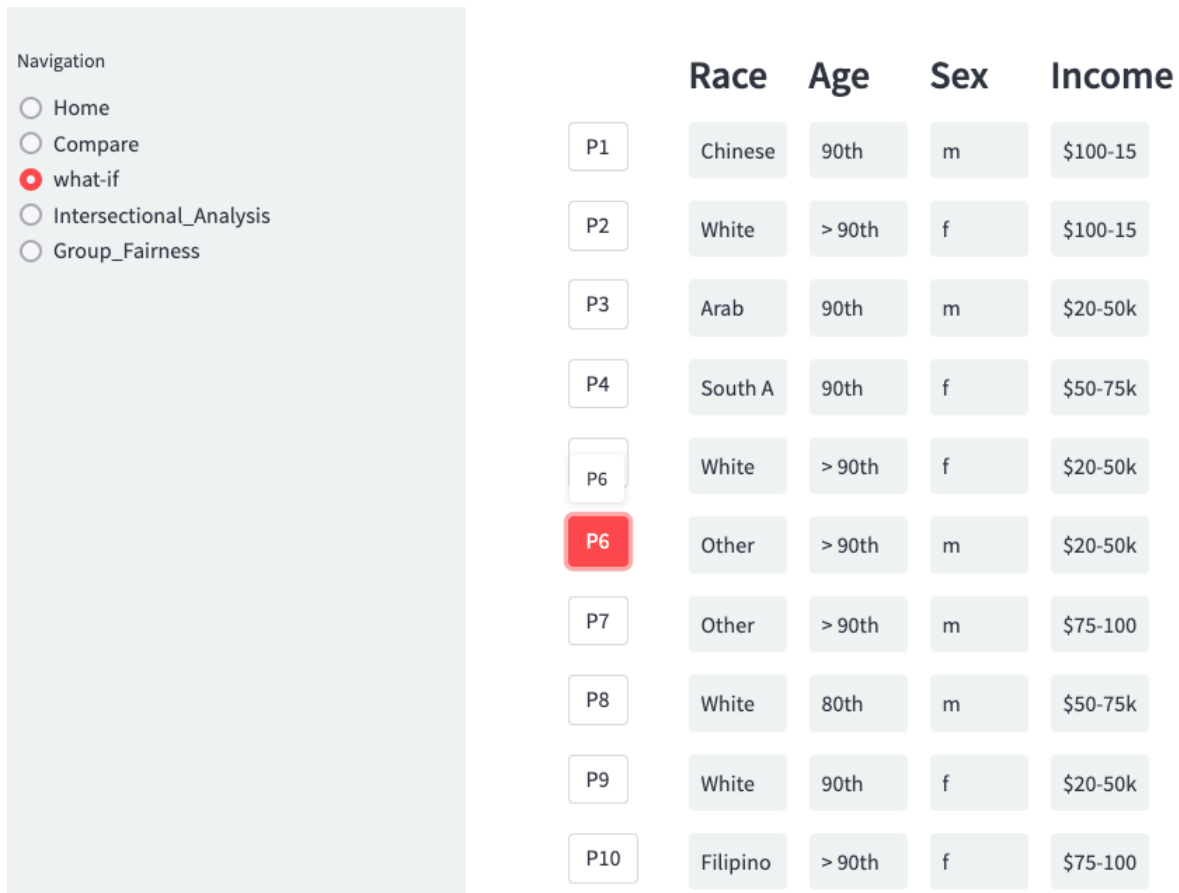 Navigation
Home
Compare
what-if
Intersectional_Analysis
Group_Fairness
Race Age Sex Income
P1 Chinese 90th m $100-15
P2 White > 90th f $100-15
P3 Arab 90th m $20-50k
P4 South A 90th f $50-75k
P6 White > 90th f $20-50k
P6 Other > 90th m $20-50k
P7 Other > 90th m $75-100
P8 White 80th m $50-75k
P9 White 90th f $20-50k
P10 Filipino > 90th f $75-100